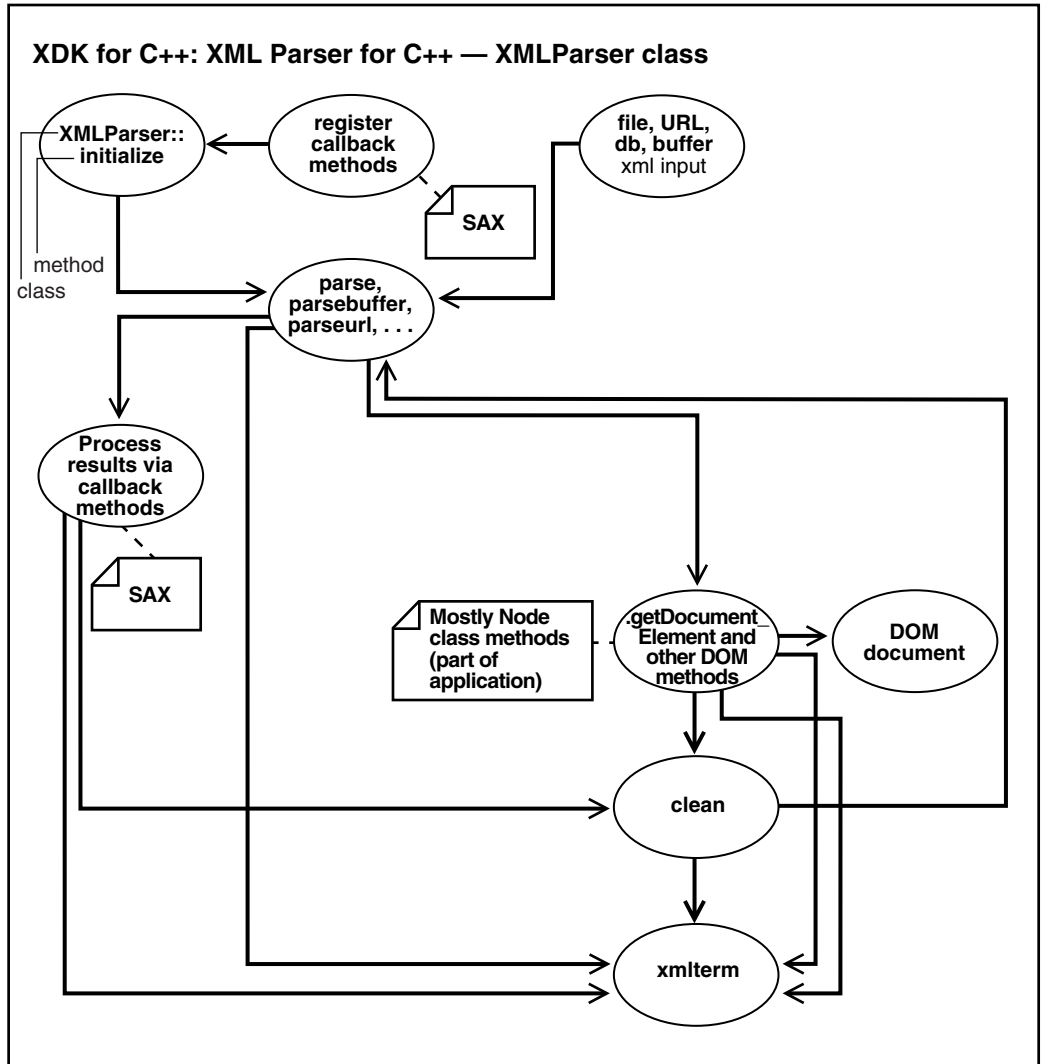 XDK for C++: XML Parser for C++ — XMLParser class
XMLParser::
initialize
method
class
register
callback
methods
SAX
file, URL,
db, buffer
xml input
parse,
parsebuffer,
parseurl, . . .
Process
results via
callback
methods
SAX
Mostly Node
class methods
(part of
application)
.getDocument_
Element and
other DOM
methods
DOM
document
clean
xmlterm